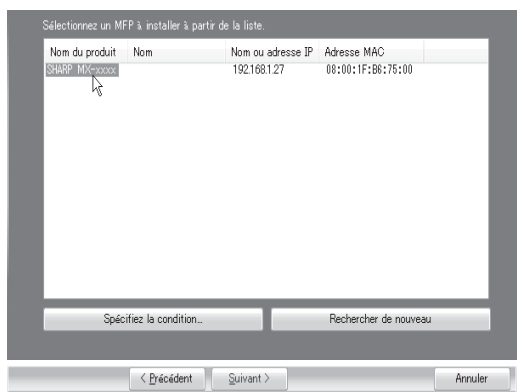 Sélectionnez un MFP à installer à partir de la liste.
Nom du produit Nom Nom ou adresse IP Adresse MAC
SHARP MX-xxxx 192.168.1.27 08:00:1F:B6:75:00
Spécifiez la condition... Rechercher de nouveau
< Précédent Suivant > Annuler